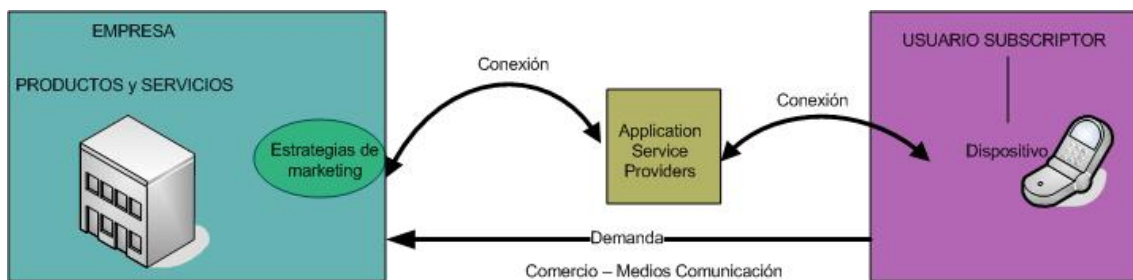 EMPRESA
PRODUCTOS y SERVICIOS
Estrategias de
marketing
Conexión
Application
Service
Providers
Conexión
USUARIO SUBSCRIPTOR
Dispositivo
Demanda
Comercio – Medios Comunicación